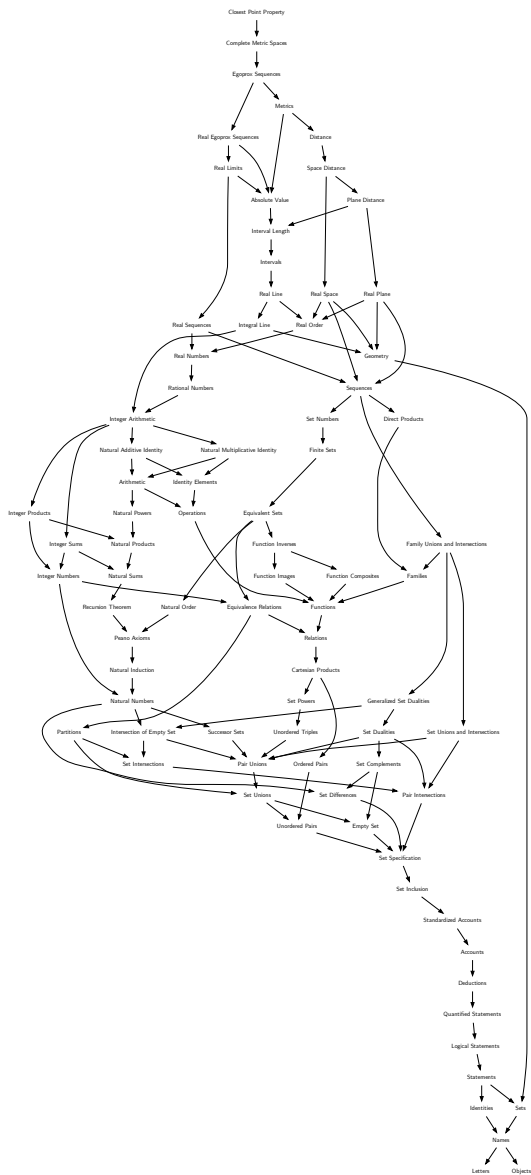 Closest Point Property
Complete Metric Spaces
Egoprox Sequences
Metrics
Real Egoprox Sequences
Distance
Real Limits
Space Distance
Absolute Value
Plane Distance
Interval Length
Intervals
Real Line
Real Space
Real Plane
Real Sequences
Integral Line
Real Order
Real Numbers
Geometry
Rational Numbers
Sequences
Integer Arithmetic
Set Numbers
Direct Products
Natural Additive Identity
Natural Multiplicative Identity
Finite Sets
Arithmetic
Identity Elements
Integer Products
Natural Powers
Operations
Equivalent Sets
Integer Sums
Natural Products
Function Inverses
Family Unions and Intersections
Integer Numbers
Natural Sums
Function Images
Function Composites
Families
Recursion Theorem
Natural Order
Equivalence Relations
Functions
Peano Axioms
Relations
Natural Induction
Cartesian Products
Natural Numbers
Set Powers
Generalized Set Dualities
Partitions
Intersection of Empty Set
Successor Sets
Unordered Triples
Set Dualities
Set Unions and Intersections
Set Intersections
Pair Unions
Ordered Pairs
Set Complements
Set Unions
Set Differences
Pair Intersections
Unordered Pairs
Empty Set
Set Specification
Set Inclusion
Standardized Accounts
Accounts
Deductions
Quantified Statements
Logical Statements
Statements
Identities
Sets
Names
Letters
Objects